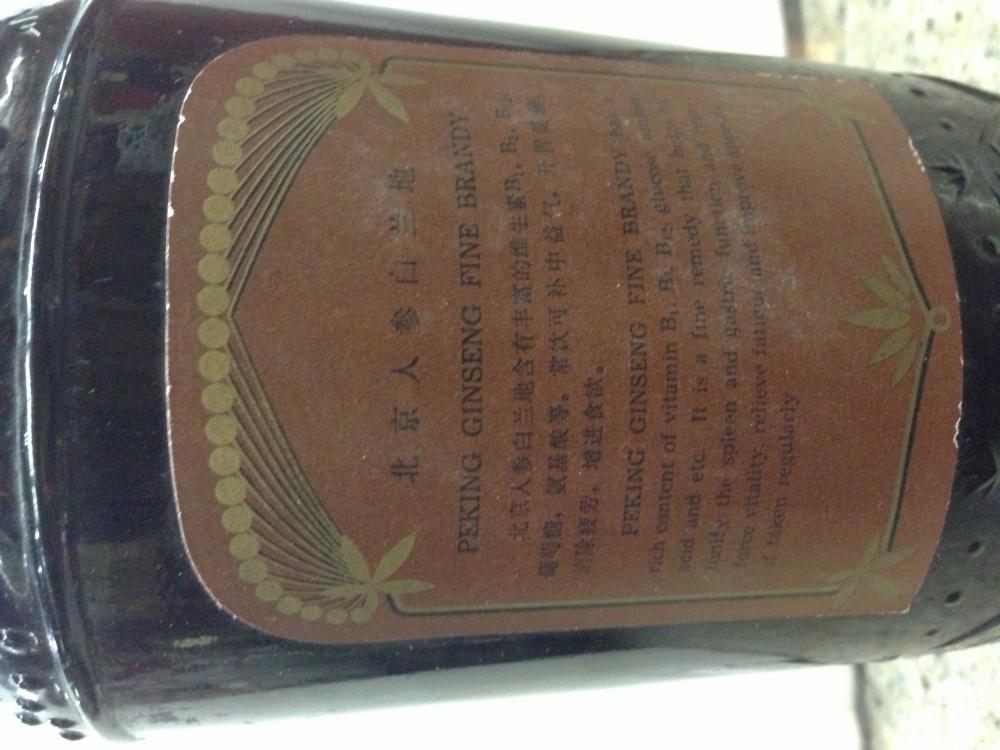 北京人参白兰地
PEKING GINSENG FINE BRANDY
北京人参白兰地含有丰富的维生素B₁, B₂,
葡萄糖，氨基酸等。常饮可补中益气，开胃
消除疲劳，增进食欲。
PEKING GINSENG FINE BRANDY has a
rich content of vitamin B₁, B₂, B₁₂, glucose
acid and etc. It is a fine remedy that helps
tonify the spleen and gastric function and
force vitality, relieve fatigue and improve appetite
if taken regularly